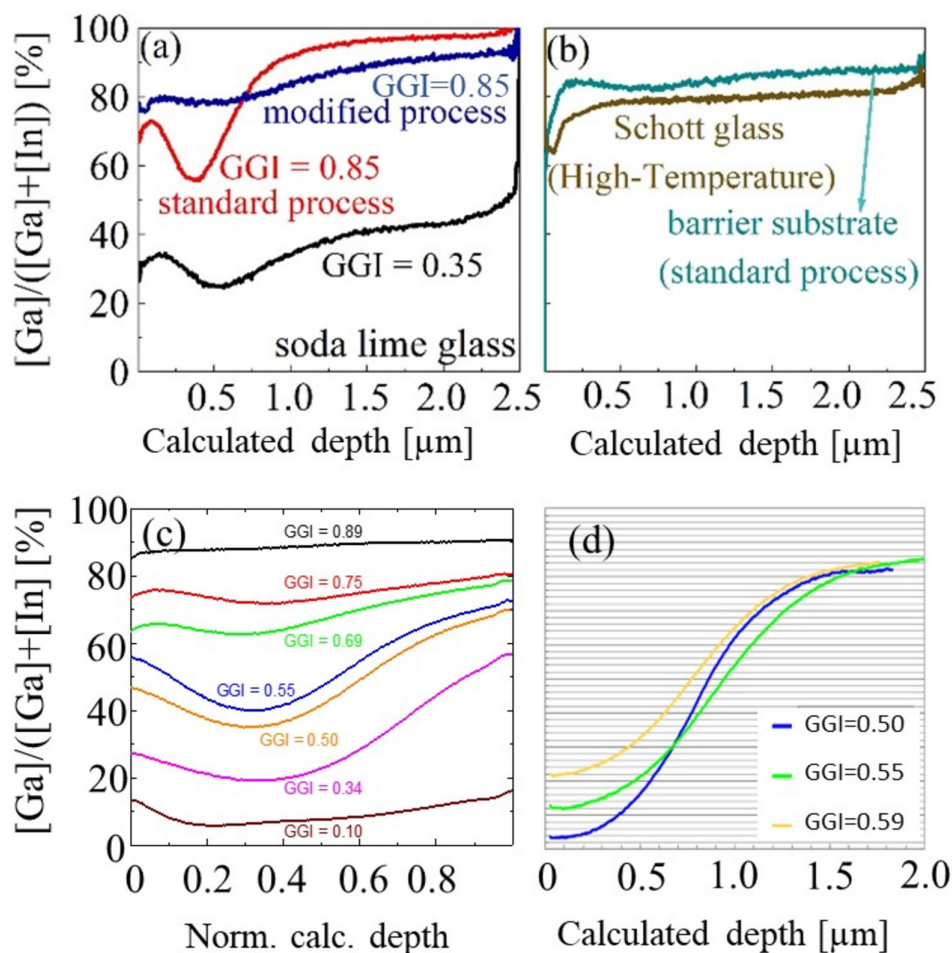 [Ga]/([Ga]+[In]) [%]
100
80
60
40
20
0
(a)
GGI=0.85
modified process
GGI = 0.85
standard process
GGI = 0.35
soda lime glass
0.5 1.0 1.5 2.0 2.5
Calculated depth [µm]
(b)
Schott glass
(High-Temperature)
barrier substrate
(standard process)
0.5 1.0 1.5 2.0 2.5
Calculated depth [µm]
[Ga]/([Ga]+[In] [%]
100
80
60
40
20
0
(c)
GGI = 0.89
GGI = 0.75
GGI = 0.69
GGI = 0.55
GGI = 0.50
GGI = 0.34
GGI = 0.10
0 0.2 0.4 0.6 0.8
Norm. calc. depth
(d)
GGI=0.50
GGI=0.55
GGI=0.59
0 0.5 1.0 1.5 2.0
Calculated depth [µm]